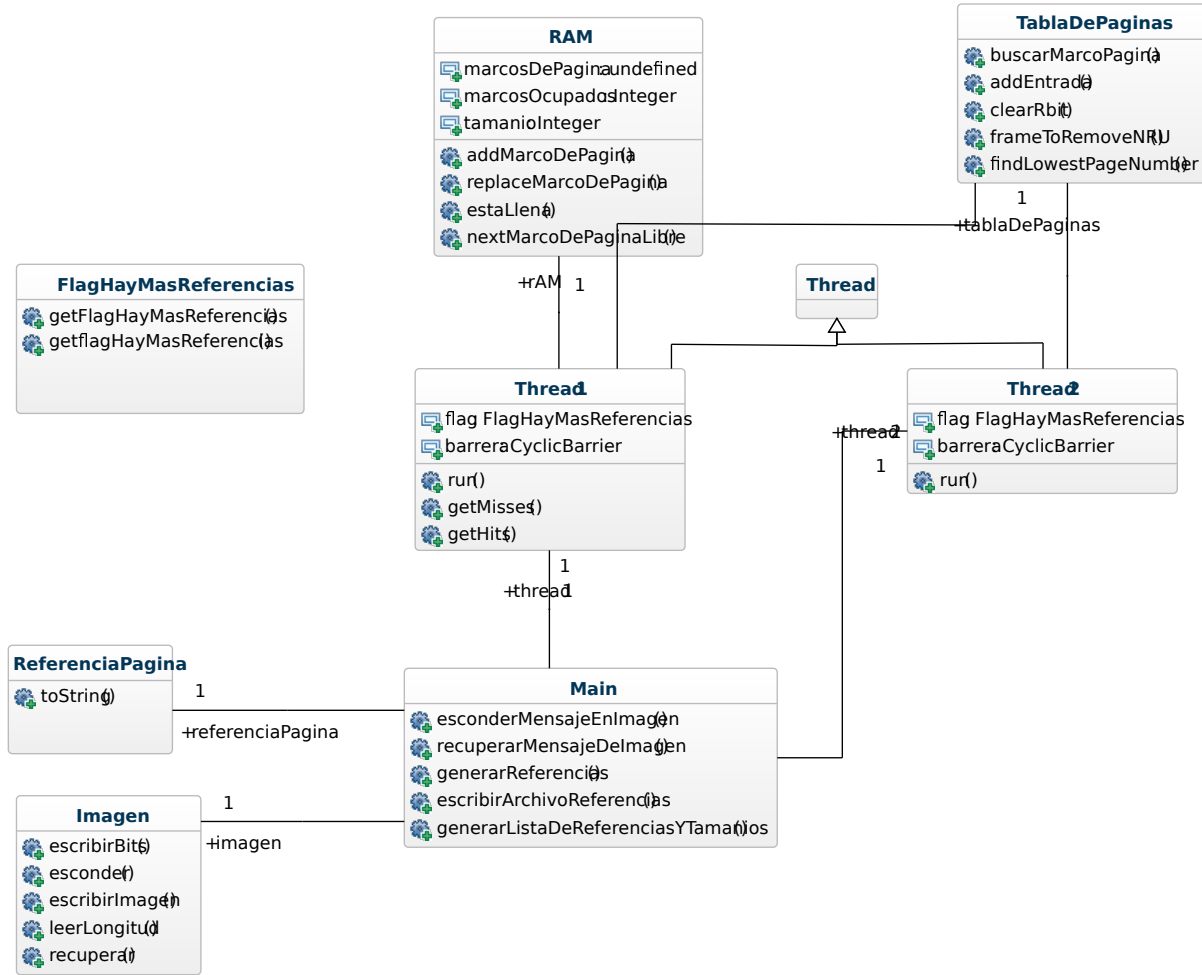 RAM
marcosDePagina: undefined
marcosOcupados: Integer
tamanio: Integer
addMarcoDePagina()
replaceMarcoDePagina()
estaLlena()
nextMarcoDePaginaLibre()
TablaDePaginas
buscarMarcoPagina()
addEntrada()
clearRbit()
frameToRemoveNRU()
findLowestPageNumber()
1
+tablaDePaginas
+rAM
1
FlagHayMasReferencias
getFlagHayMasReferencias()
getflagHayMasReferencias()
Thread
Thread1
flag: FlagHayMasReferencias
barrera: CyclicBarrier
run()
getMisses()
getHits()
Thread2
flag: FlagHayMasReferencias
barrera: CyclicBarrier
run()
+thread2
1
1
+thread1
ReferenciaPagina
toString()
1
+referenciaPagina
Main
esconderMensajeEnImagen()
recuperarMensajeDeImagen()
generarReferencias()
escribirArchivoReferencias()
generarListaDeReferenciasYTamanios()
Imagen
escribirBits()
esconder()
escribirImagen()
leerLongitud()
recuperar()
1
+imagen